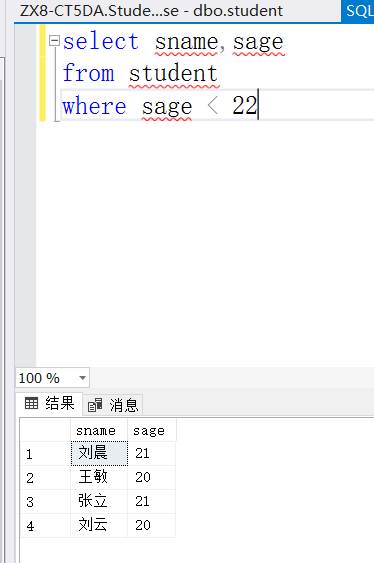 ZX8-CT5DA.Stude...se - dbo.student
SQL
select sname,sage
from student
where sage < 22
100 %
结果 消息
sname sage
1 刘晨 21
2 王敏 20
3 张立 21
4 刘云 20